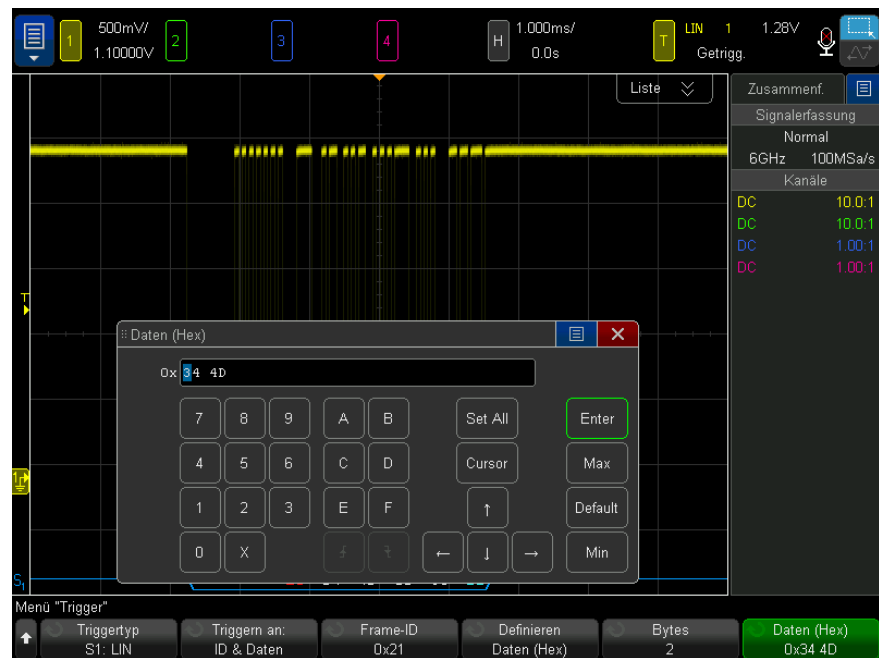 1
500mV/
1.10000V
2
3
4
H
1.000ms/
0.0s
T
LIN 1 1.28V
Getrigg.
Liste
Zusammenf.
Signalerfassung
Normal
6GHz 100MSa/s
Kanäle
DC 10.0:1
DC 10.0:1
DC 1.00:1
DC 1.00:1
T
Daten (Hex)
0x 34 4D
7 8 9 A B Set All Enter
4 5 6 C D Cursor Max
1 2 3 E F ↑ Default
0 X ← ↓ → Min
S1
Menü "Trigger"
Triggertyp
S1: LIN
Triggern an:
ID & Daten
Frame-ID
0x21
Definieren
Daten (Hex)
Bytes
2
Daten (Hex)
0x34 4D